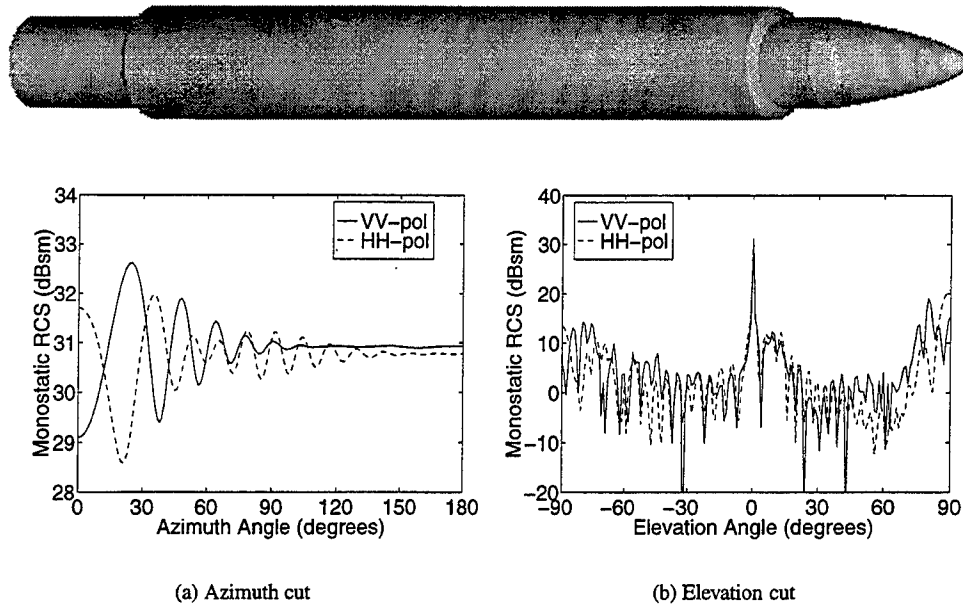 34
33
32
31
30
29
28
0 30 60 90 120 150 180
Monostatic RCS (dBsm)
Azimuth Angle (degrees)
VV-pol
HH-pol
(a) Azimuth cut
40
30
20
10
0
-10
-20
-90 -60 -30 0 30 60 90
Monostatic RCS (dBsm)
Elevation Angle (degrees)
VV-pol
HH-pol
(b) Elevation cut